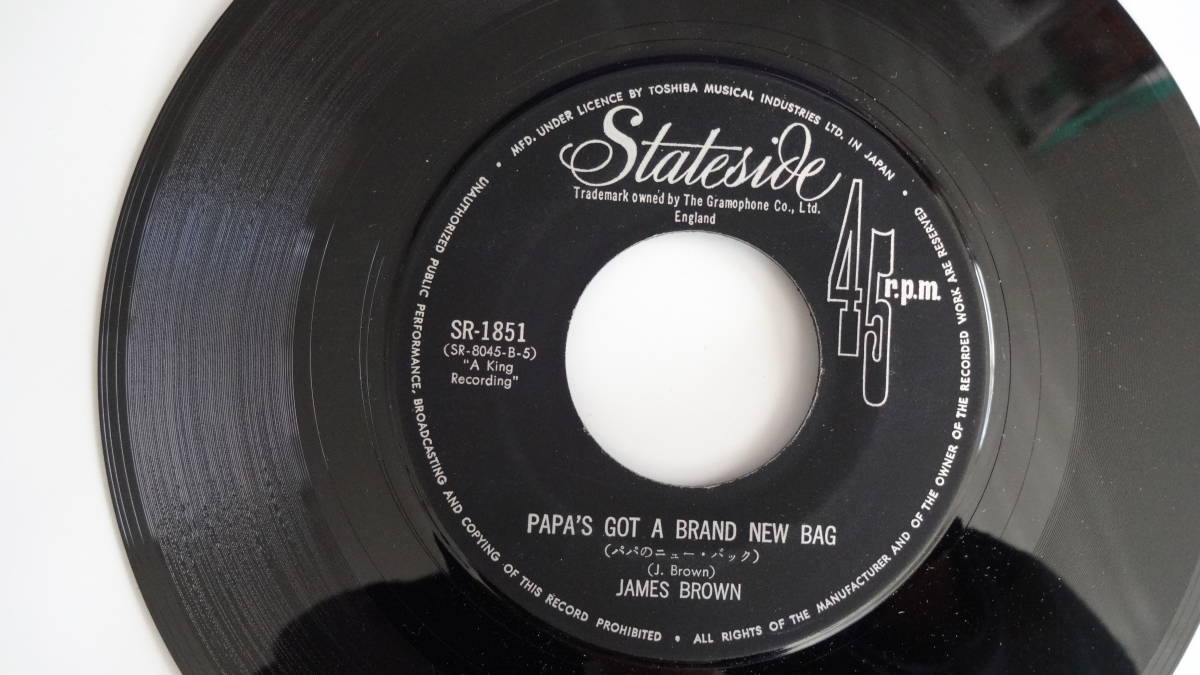 MFD. UNDER LICENCE BY TOSHIBA MUSICAL INDUSTRIES LTD. IN JAPAN •
Stateside
Trademark owned by The Gramophone Co., Ltd.
England
45 r.p.m.
SR-1851
(SR-8045-B-5)
"A King
Recording"
PAPA'S GOT A BRAND NEW BAG
(パパのニュー・バック)
(J. Brown)
JAMES BROWN
• UNAUTHORIZED PUBLIC PERFORMANCE, BROADCASTING AND COPYING OF THIS RECORD PROHIBITED • ALL RIGHTS OF THE MANUFACTURER AND OF THE OWNER OF THE RECORDED WORK ARE RESERVED •